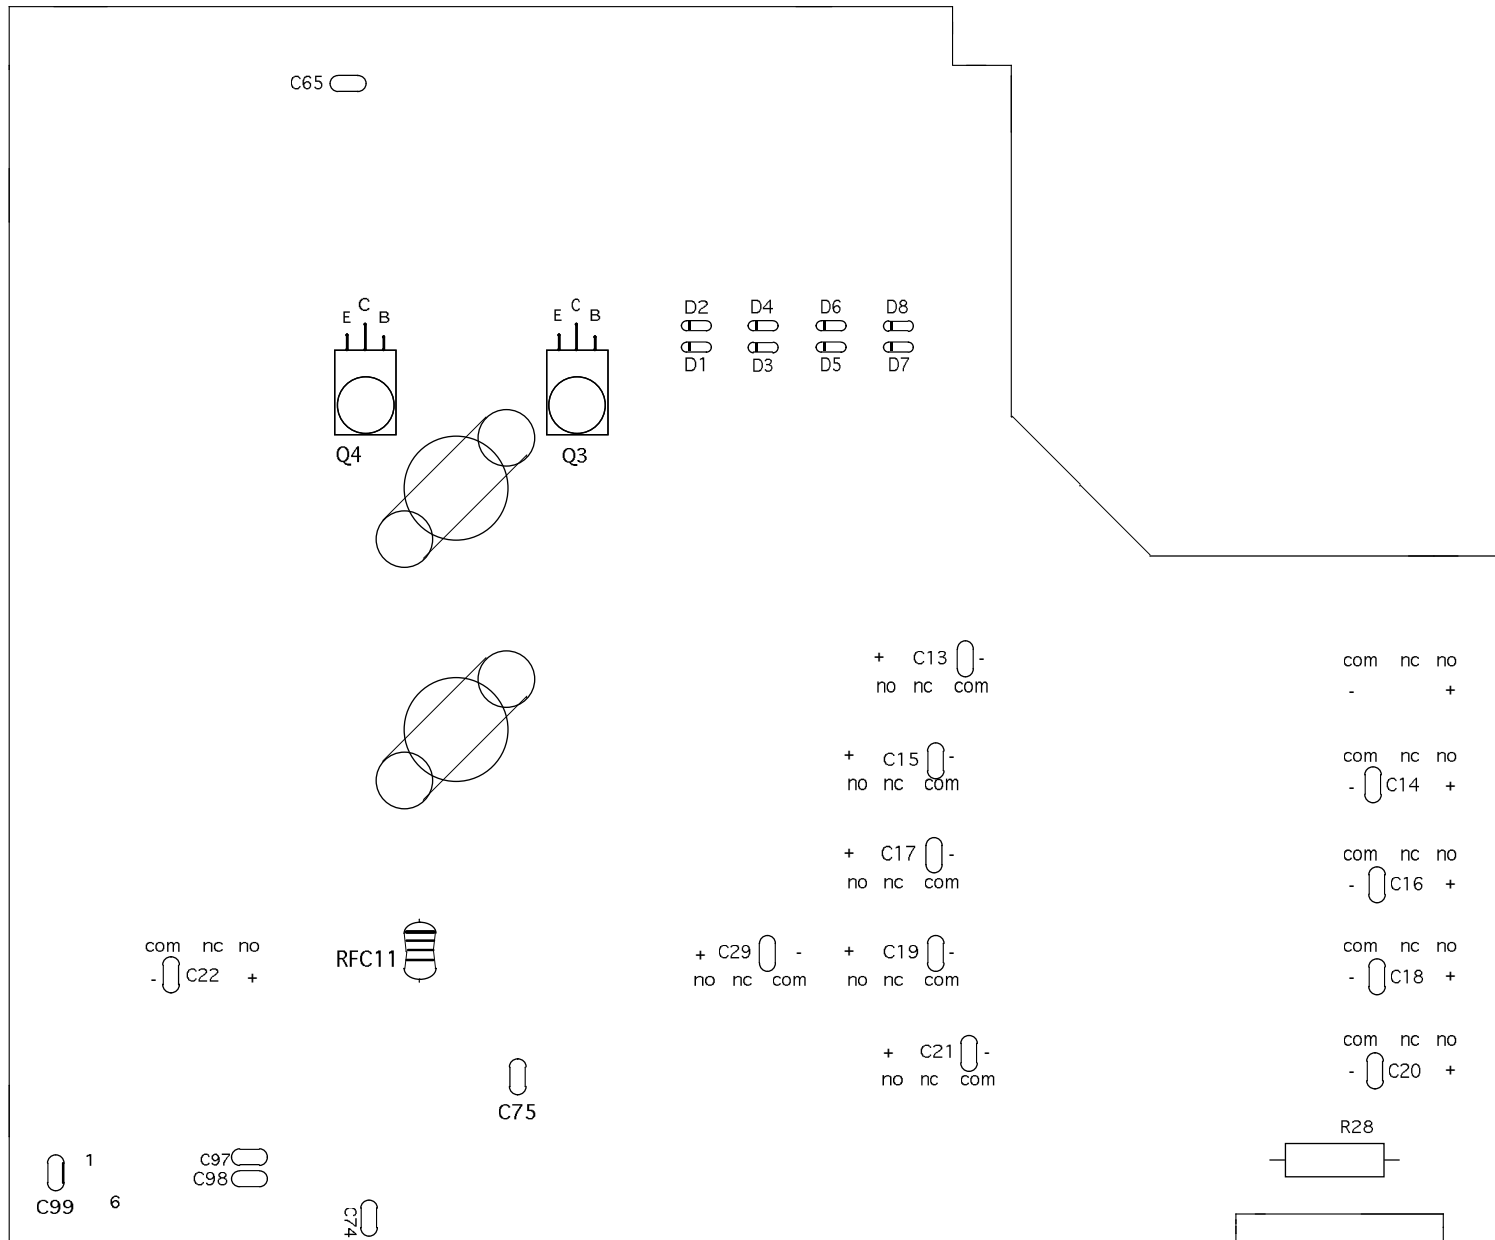 C65
E C B
E C B
D2 D4 D6 D8
D1 D3 D5 D7
Q4
Q3
+ C13 -
no nc com
com nc no
- +
+ C15 -
no nc com
com nc no
- C14 +
+ C17 -
no nc com
com nc no
- C16 +
com nc no
- C22 +
RFC11
+ C29 -
no nc com
+ C19 -
no nc com
com nc no
- C18 +
+ C21 -
no nc com
com nc no
- C20 +
C75
R28
1
C99
6
C97
C98
C74